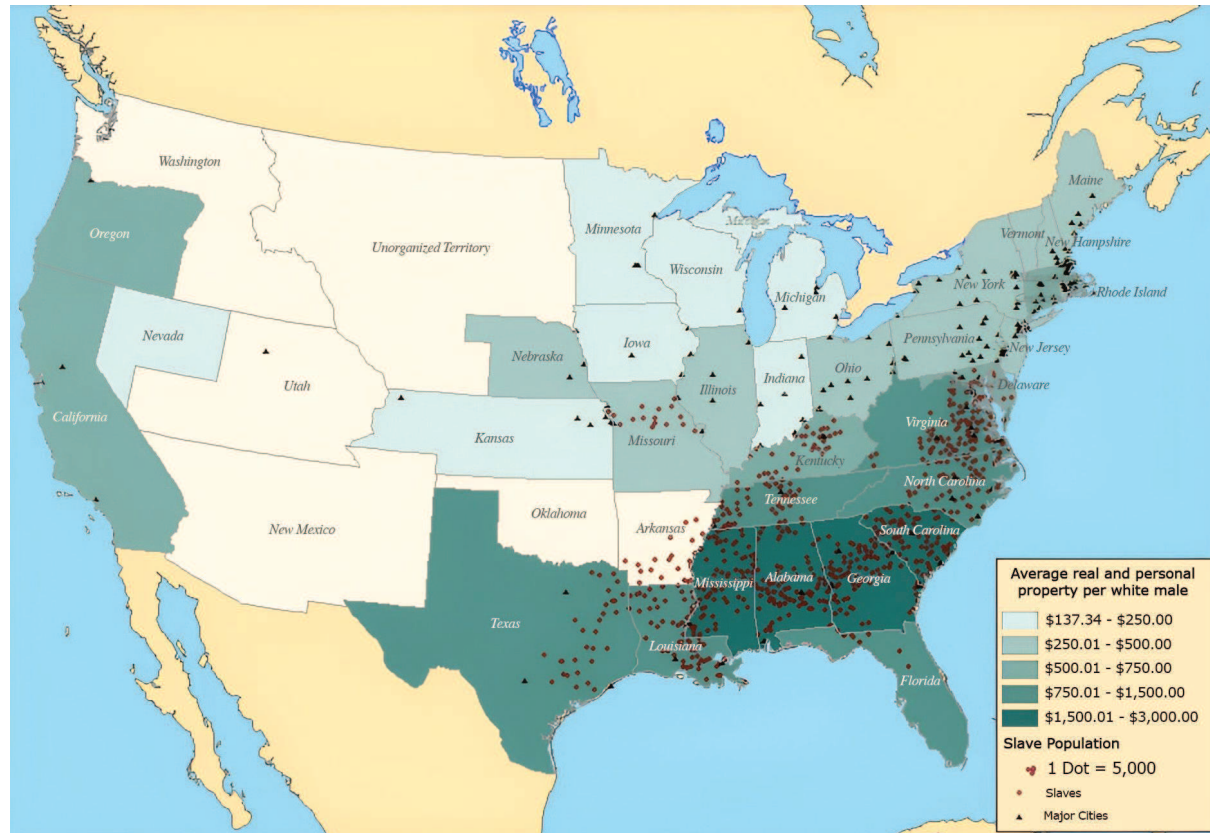 Washington
Oregon
Unorganized Territory
Minnesota
Wisconsin
Michigan
Maine
Vermont
New Hampshire
New York
Rhode Island
Nevada
Utah
California
Nebraska
Iowa
Illinois
Indiana
Ohio
Pennsylvania
New Jersey
Delaware
Kansas
Missouri
Kentucky
Virginia
New Mexico
Oklahoma
Arkansas
Tennessee
North Carolina
South Carolina
Texas
Louisiana
Mississippi
Alabama
Georgia
Florida
Average real and personal
property per white male
$137.34 - $250.00
$250.01 - $500.00
$500.01 - $750.00
$750.01 - $1,500.00
$1,500.01 - $3,000.00
Slave Population
1 Dot = 5,000
Slaves
Major Cities